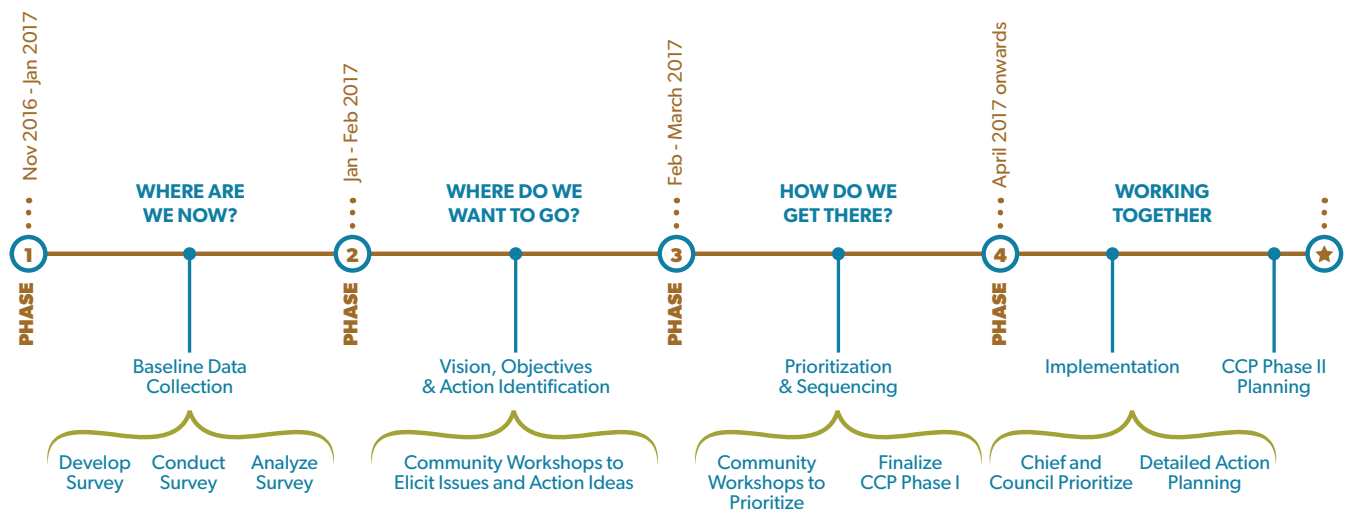 Nov 2016 - Jan 2017
Jan - Feb 2017
Feb - March 2017
April 2017 onwards
WHERE ARE
WE NOW?
WHERE DO WE
WANT TO GO?
HOW DO WE
GET THERE?
WORKING
TOGETHER
1
2
3
4
PHASE
PHASE
PHASE
PHASE
Baseline Data
Collection
Vision, Objectives
& Action Identification
Prioritization
& Sequencing
Implementation
CCP Phase II
Planning
Develop
Survey
Conduct
Survey
Analyze
Survey
Community Workshops to
Elicit Issues and Action Ideas
Community
Workshops to
Prioritize
Finalize
CCP Phase I
Chief and
Council Prioritize
Detailed Action
Planning